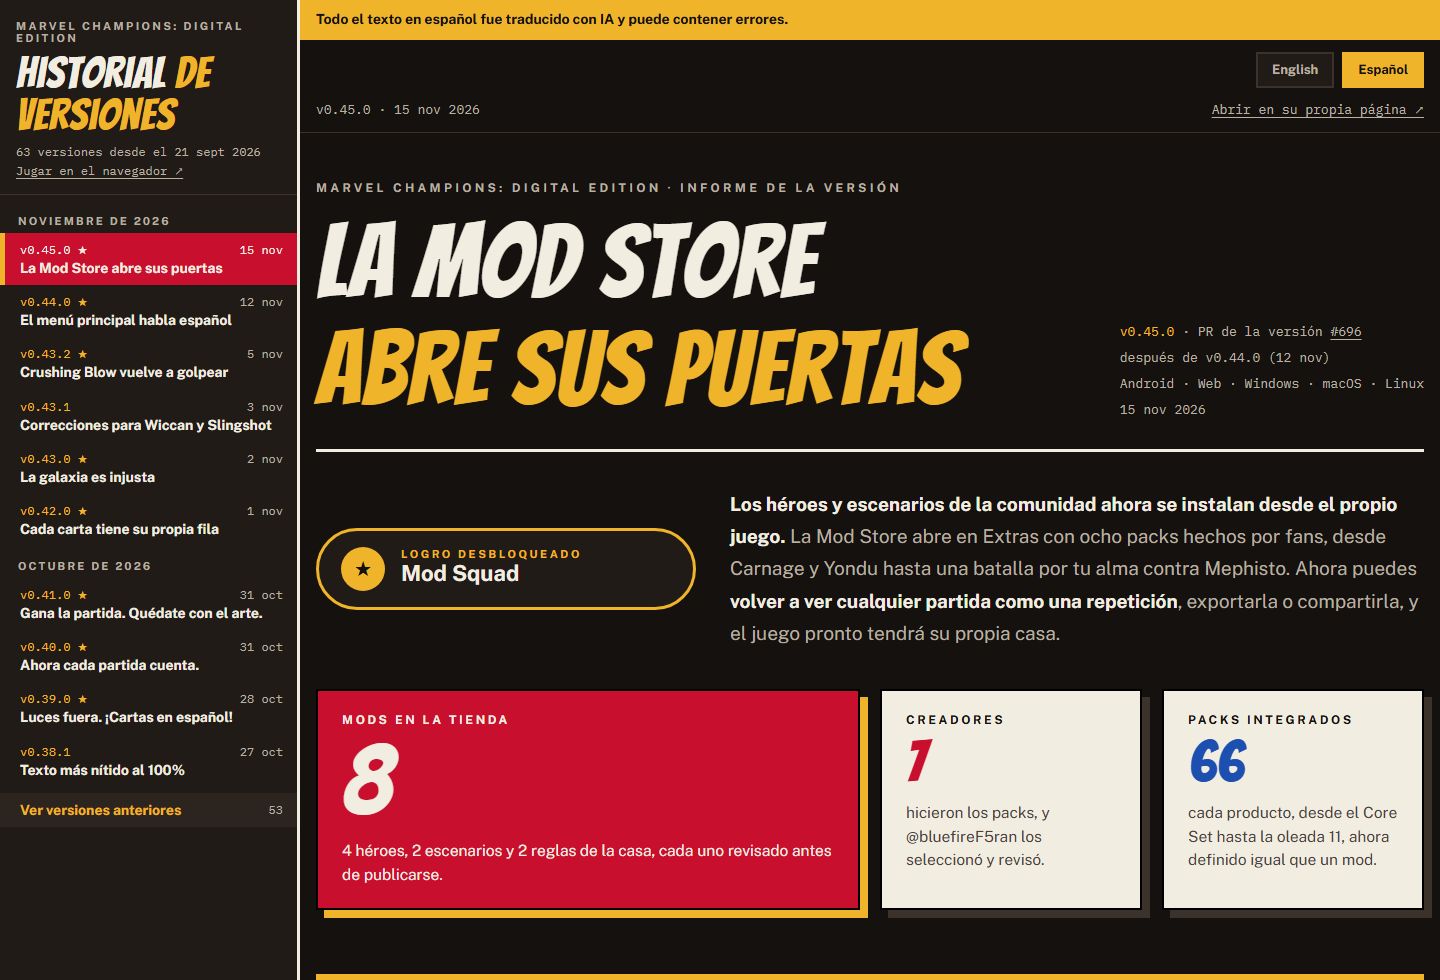 MARVEL CHAMPIONS: DIGITAL
EDITION
HISTORIAL DE
VERSIONES
63 versiones desde el 21 sept 2026
Jugar en el navegador ↗
NOVIEMBRE DE 2026
v0.45.0 ★ 15 nov
La Mod Store abre sus puertas
v0.44.0 ★ 12 nov
El menú principal habla español
v0.43.2 ★ 5 nov
Crushing Blow vuelve a golpear
v0.43.1 3 nov
Correcciones para Wiccan y Slingshot
v0.43.0 ★ 2 nov
La galaxia es injusta
v0.42.0 ★ 1 nov
Cada carta tiene su propia fila
OCTUBRE DE 2026
v0.41.0 ★ 31 oct
Gana la partida. Quédate con el arte.
v0.40.0 ★ 31 oct
Ahora cada partida cuenta.
v0.39.0 ★ 28 oct
Luces fuera. ¡Cartas en español!
v0.38.1 27 oct
Texto más nítido al 100%
Ver versiones anteriores 53
Todo el texto en español fue traducido con IA y puede contener errores.
English Español
v0.45.0 · 15 nov 2026 Abrir en su propia página ↗
MARVEL CHAMPIONS: DIGITAL EDITION · INFORME DE LA VERSIÓN
LA MOD STORE
ABRE SUS PUERTAS
v0.45.0 · PR de la versión #696
después de v0.44.0 (12 nov)
Android · Web · Windows · macOS · Linux
15 nov 2026
★ LOGRO DESBLOQUEADO
Mod Squad
Los héroes y escenarios de la comunidad ahora se instalan desde el propio
juego. La Mod Store abre en Extras con ocho packs hechos por fans, desde
Carnage y Yondu hasta una batalla por tu alma contra Mephisto. Ahora puedes
volver a ver cualquier partida como una repetición, exportarla o compartirla, y
el juego pronto tendrá su propia casa.
MODS EN LA TIENDA
8
4 héroes, 2 escenarios y 2 reglas de la casa, cada uno revisado antes
de publicarse.
CREADORES
7
hicieron los packs, y
@bluefireF5ran los
seleccionó y revisó.
PACKS INTEGRADOS
66
cada producto, desde el Core
Set hasta la oleada 11, ahora
definido igual que un mod.